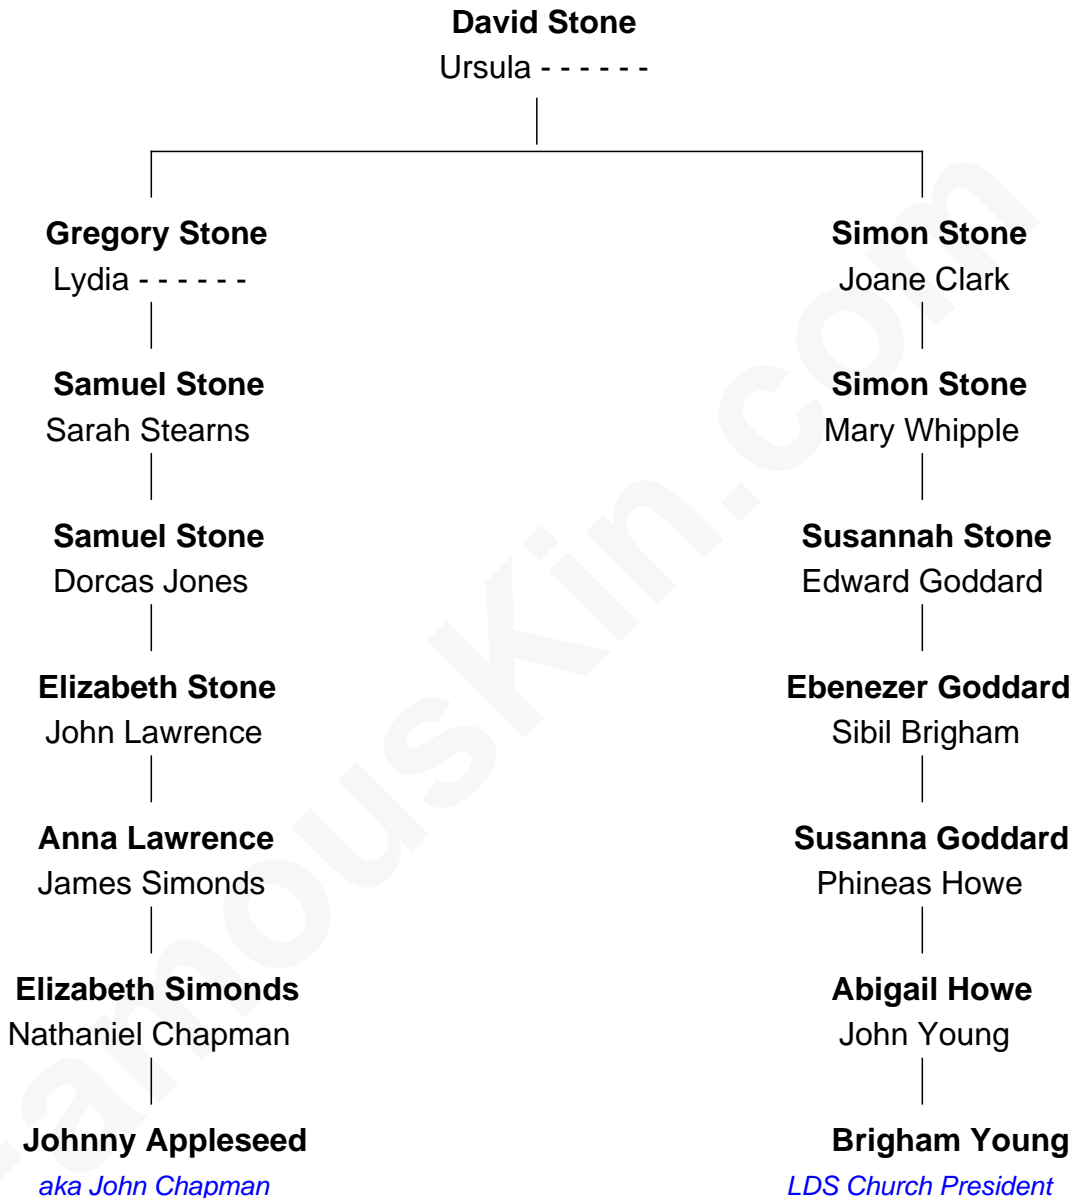 David Stone
Ursula - - - - - -
Gregory Stone
Lydia - - - - - -
Simon Stone
Joane Clark
Samuel Stone
Sarah Stearns
Simon Stone
Mary Whipple
Samuel Stone
Dorcas Jones
Susannah Stone
Edward Goddard
Elizabeth Stone
John Lawrence
Ebenezer Goddard
Sibil Brigham
Anna Lawrence
James Simonds
Susanna Goddard
Phineas Howe
Elizabeth Simonds
Nathaniel Chapman
Abigail Howe
John Young
Johnny Appleseed
aka John Chapman
Brigham Young
LDS Church President
FamousKin.com